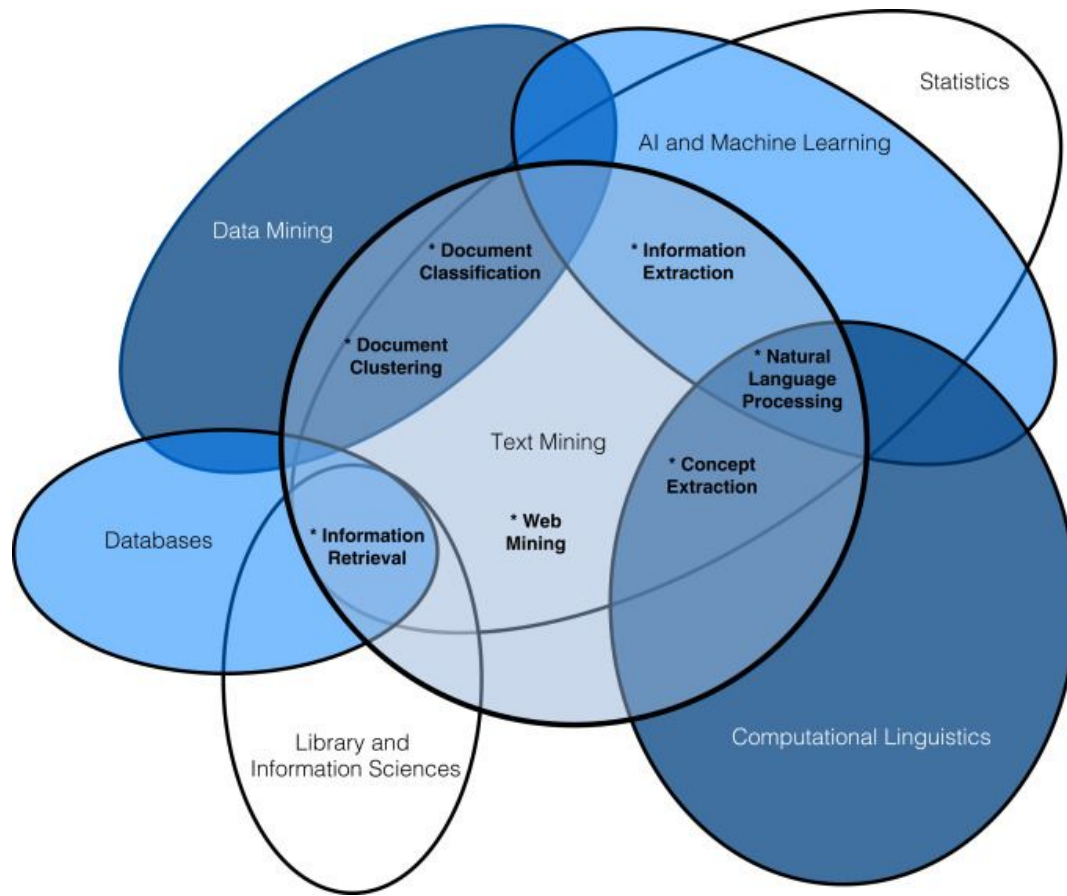 Statistics
AI and Machine Learning
Data Mining
* Document
Classification
* Information
Extraction
* Document
Clustering
* Natural
Language
Processing
Text Mining
* Concept
Extraction
* Web
Mining
Databases
* Information
Retrieval
Library and
Information Sciences
Computational Linguistics